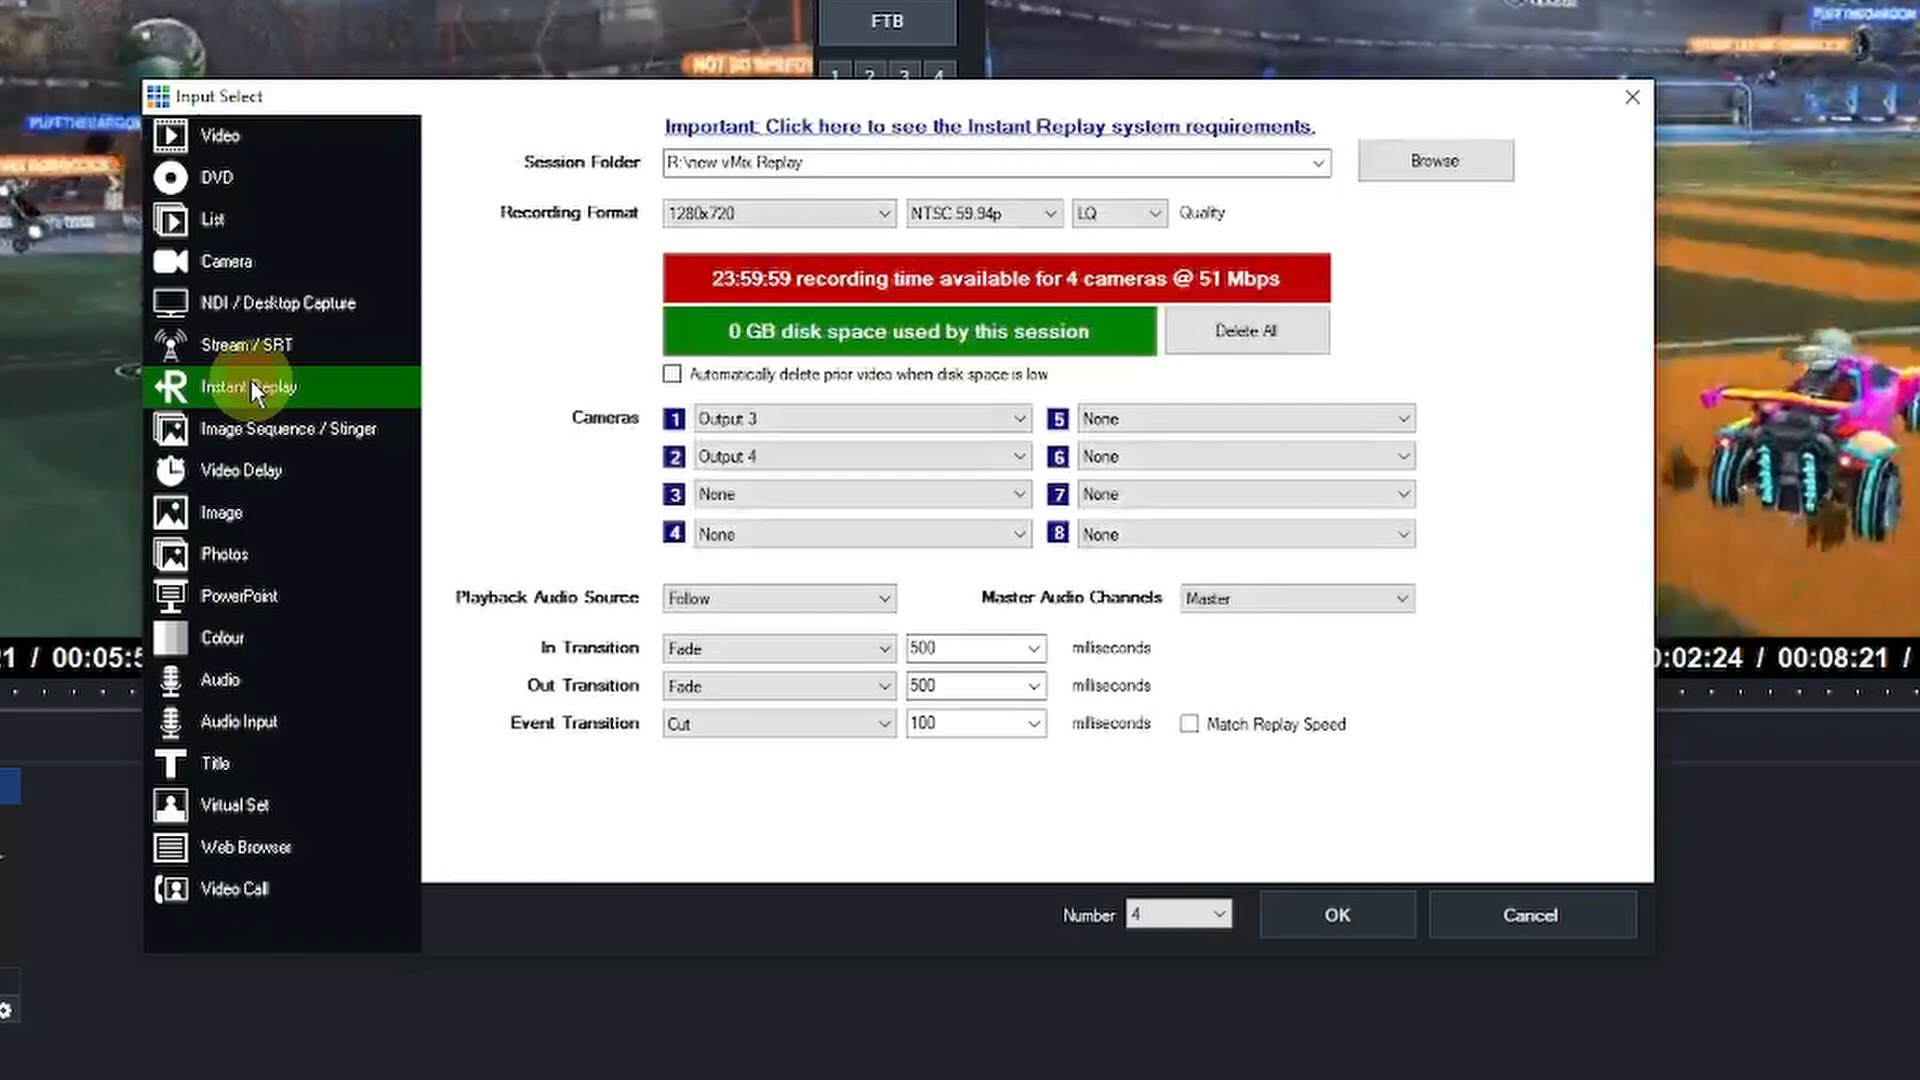 FTB
1 2 3 4
Input Select
Video
DVD
List
Camera
NDI / Desktop Capture
Stream / SRT
Instant Replay
Image Sequence / Stinger
Video Delay
Image
Photos
PowerPoint
Colour
Audio
Audio Input
Title
Virtual Set
Web Browser
Video Call
Important: Click here to see the Instant Replay system requirements.
Session Folder R:\new vMix Replay Browse
Recording Format 1280x720 NTSC 59.94p LQ Quality
23:59:59 recording time available for 4 cameras @ 51 Mbps
0 GB disk space used by this session Delete All
Automatically delete prior video when disk space is low
Cameras 1 Output 3 5 None
2 Output 4 6 None
3 None 7 None
4 None 8 None
Playback Audio Source Follow Master Audio Channels Master
In Transition Fade 500 milliseconds
Out Transition Fade 500 milliseconds
Event Transition Cut 100 milliseconds Match Replay Speed
Number 4 OK Cancel
1 / 00:05:5
0:02:24 / 00:08:21 /